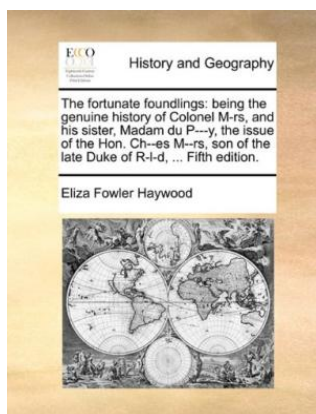 ECCO
History and Geography
The fortunate foundlings: being the
genuine history of Colonel M-rs, and
his sister, Madam du P---y, the issue
of the Hon. Ch--es M--rs, son of the
late Duke of R-l-d, ... Fifth edition.
Eliza Fowler Haywood